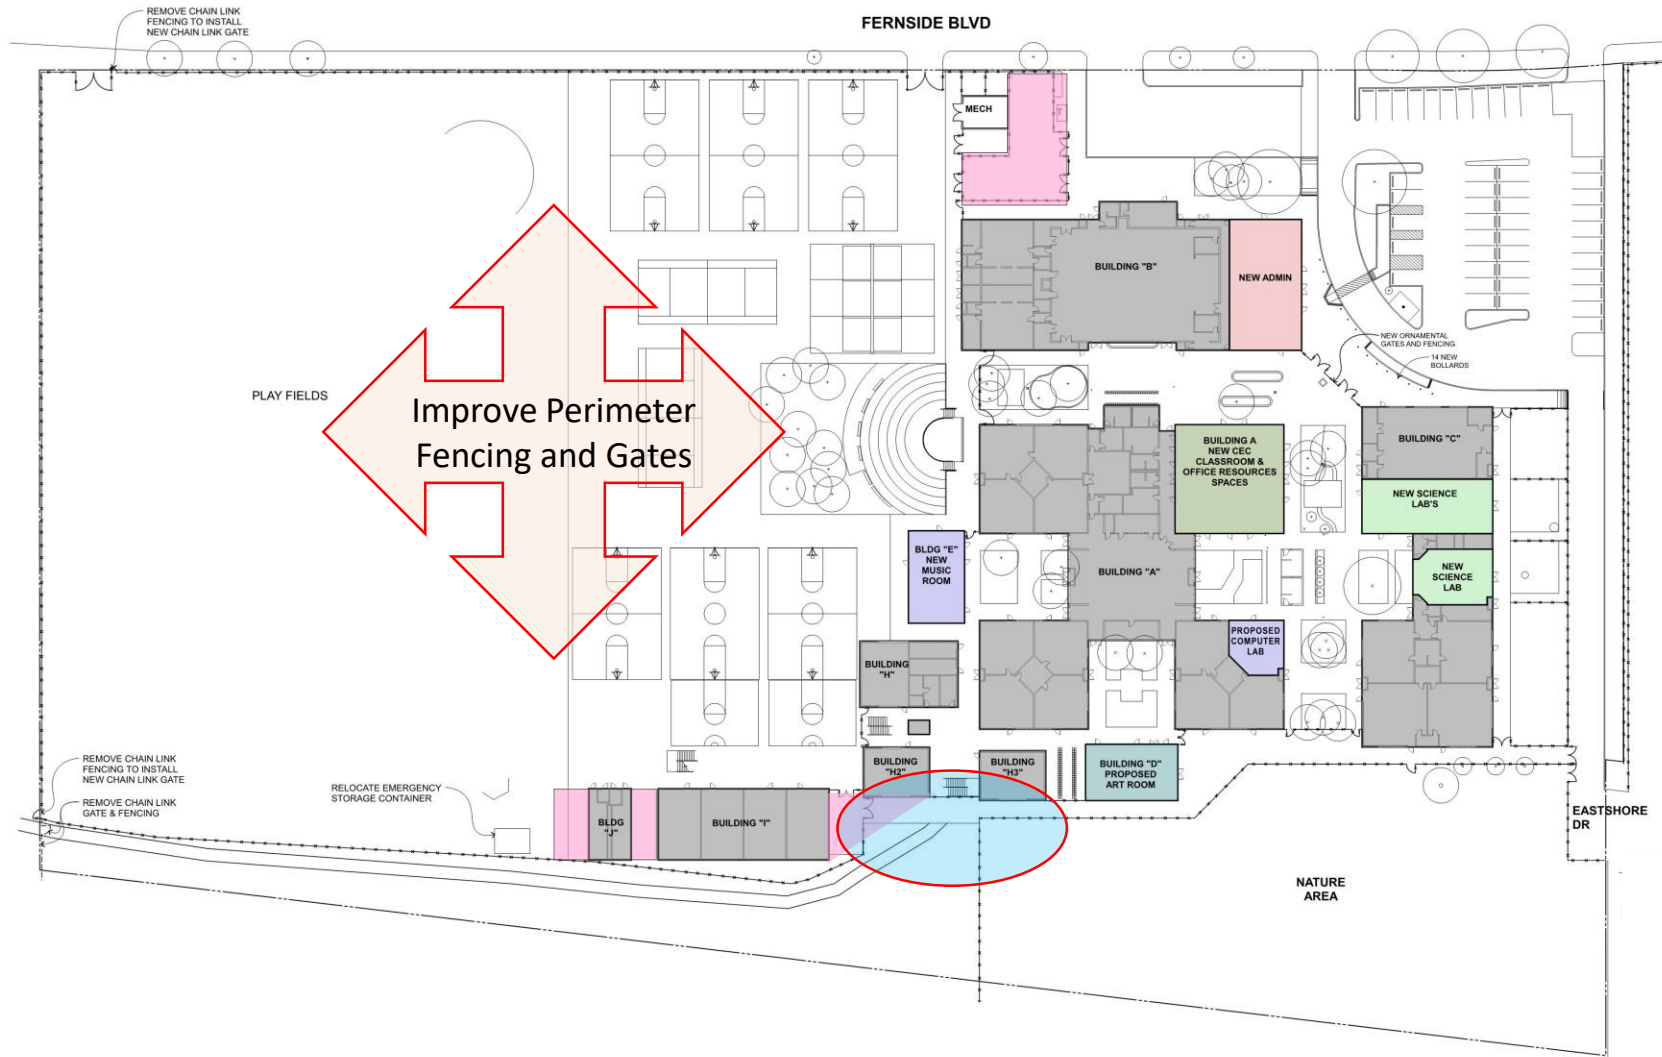 REMOVE CHAIN LINK
FENCING TO INSTALL
NEW CHAIN LINK GATE
FERNSIDE BLVD
MECH
BUILDING "B"
NEW ADMIN
NEW ORNAMENTAL
GATES AND FENCING
14 NEW
BOLLARDS
PLAY FIELDS
Improve Perimeter
Fencing and Gates
BUILDING A
NEW CEC
CLASSROOM &
OFFICE RESOURCES
SPACES
BUILDING "C"
NEW SCIENCE
LAB'S
BLDG "E"
NEW
MUSIC
ROOM
BUILDING "A"
NEW
SCIENCE
LAB
PROPOSED
COMPUTER
LAB
BUILDING
"H"
REMOVE CHAIN LINK
FENCING TO INSTALL
NEW CHAIN LINK GATE
REMOVE CHAIN LINK
GATE & FENCING
RELOCATE EMERGENCY
STORAGE CONTAINER
BLDG
"J"
BUILDING "I"
BUILDING
"H2"
BUILDING
"H3"
BUILDING "D"
PROPOSED
ART ROOM
EASTSHORE
DR
NATURE
AREA